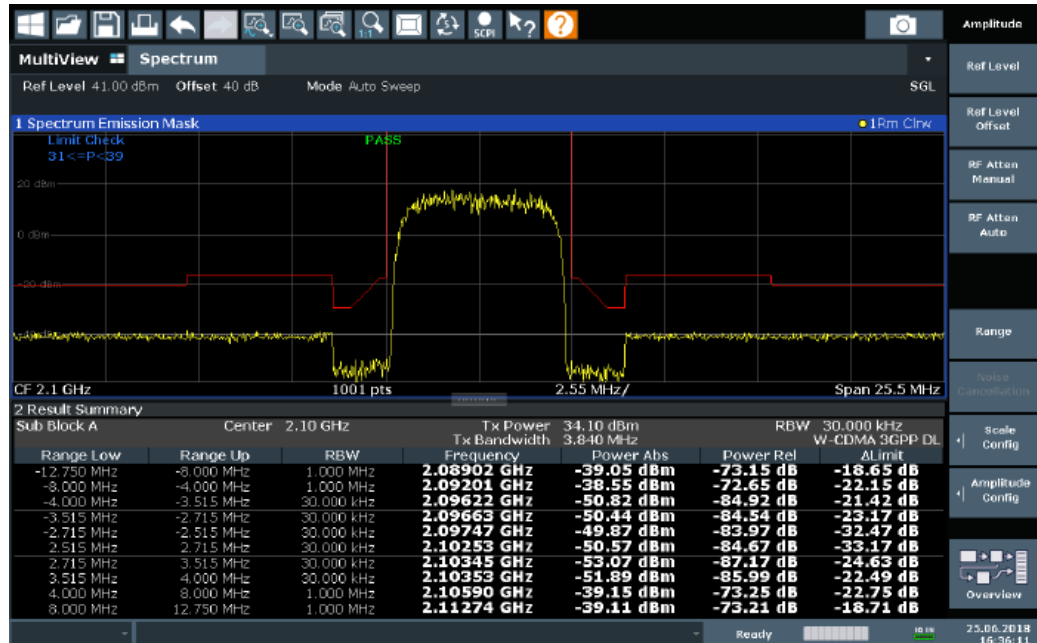 1:1
SCPI
?
?
Amplitude
MultiView Spectrum
Ref Level 41.00 dBm Offset 40 dB Mode Auto Sweep SGL
1 Spectrum Emission Mask 1Rm Clrw
Limit Check PASS
31<=P<39
20 dBm
0 dBm
-20 dBm
CF 2.1 GHz 1001 pts 2.55 MHz/ Span 25.5 MHz
2 Result Summary
Sub Block A Center 2.10 GHz Tx Power 34.10 dBm RBW 30.000 kHz
Tx Bandwidth 3.840 MHz W-CDMA 3GPP DL
Range Low Range Up RBW Frequency Power Abs Power Rel ΔLimit
-12.750 MHz -8.000 MHz 1.000 MHz 2.08902 GHz -39.05 dBm -73.15 dB -18.65 dB
-8.000 MHz -4.000 MHz 1.000 MHz 2.09201 GHz -38.55 dBm -72.65 dB -22.15 dB
-4.000 MHz -3.515 MHz 30.000 kHz 2.09622 GHz -50.82 dBm -84.92 dB -21.42 dB
-3.515 MHz -2.715 MHz 30.000 kHz 2.09663 GHz -50.44 dBm -84.54 dB -23.17 dB
-2.715 MHz -2.515 MHz 30.000 kHz 2.09747 GHz -49.87 dBm -83.97 dB -32.47 dB
2.515 MHz 2.715 MHz 30.000 kHz 2.10253 GHz -50.57 dBm -84.67 dB -33.17 dB
2.715 MHz 3.515 MHz 30.000 kHz 2.10345 GHz -53.07 dBm -87.17 dB -24.63 dB
3.515 MHz 4.000 MHz 30.000 kHz 2.10353 GHz -51.89 dBm -85.99 dB -22.49 dB
4.000 MHz 8.000 MHz 1.000 MHz 2.10590 GHz -39.15 dBm -73.25 dB -22.75 dB
8.000 MHz 12.750 MHz 1.000 MHz 2.11274 GHz -39.11 dBm -73.21 dB -18.71 dB
Ref Level
Ref Level
Offset
RF Atten
Manual
RF Atten
Auto
Range
Noise
Cancellation
Scale
Config
Amplitude
Config
Overview
Ready
25.06.2018
16:36:11